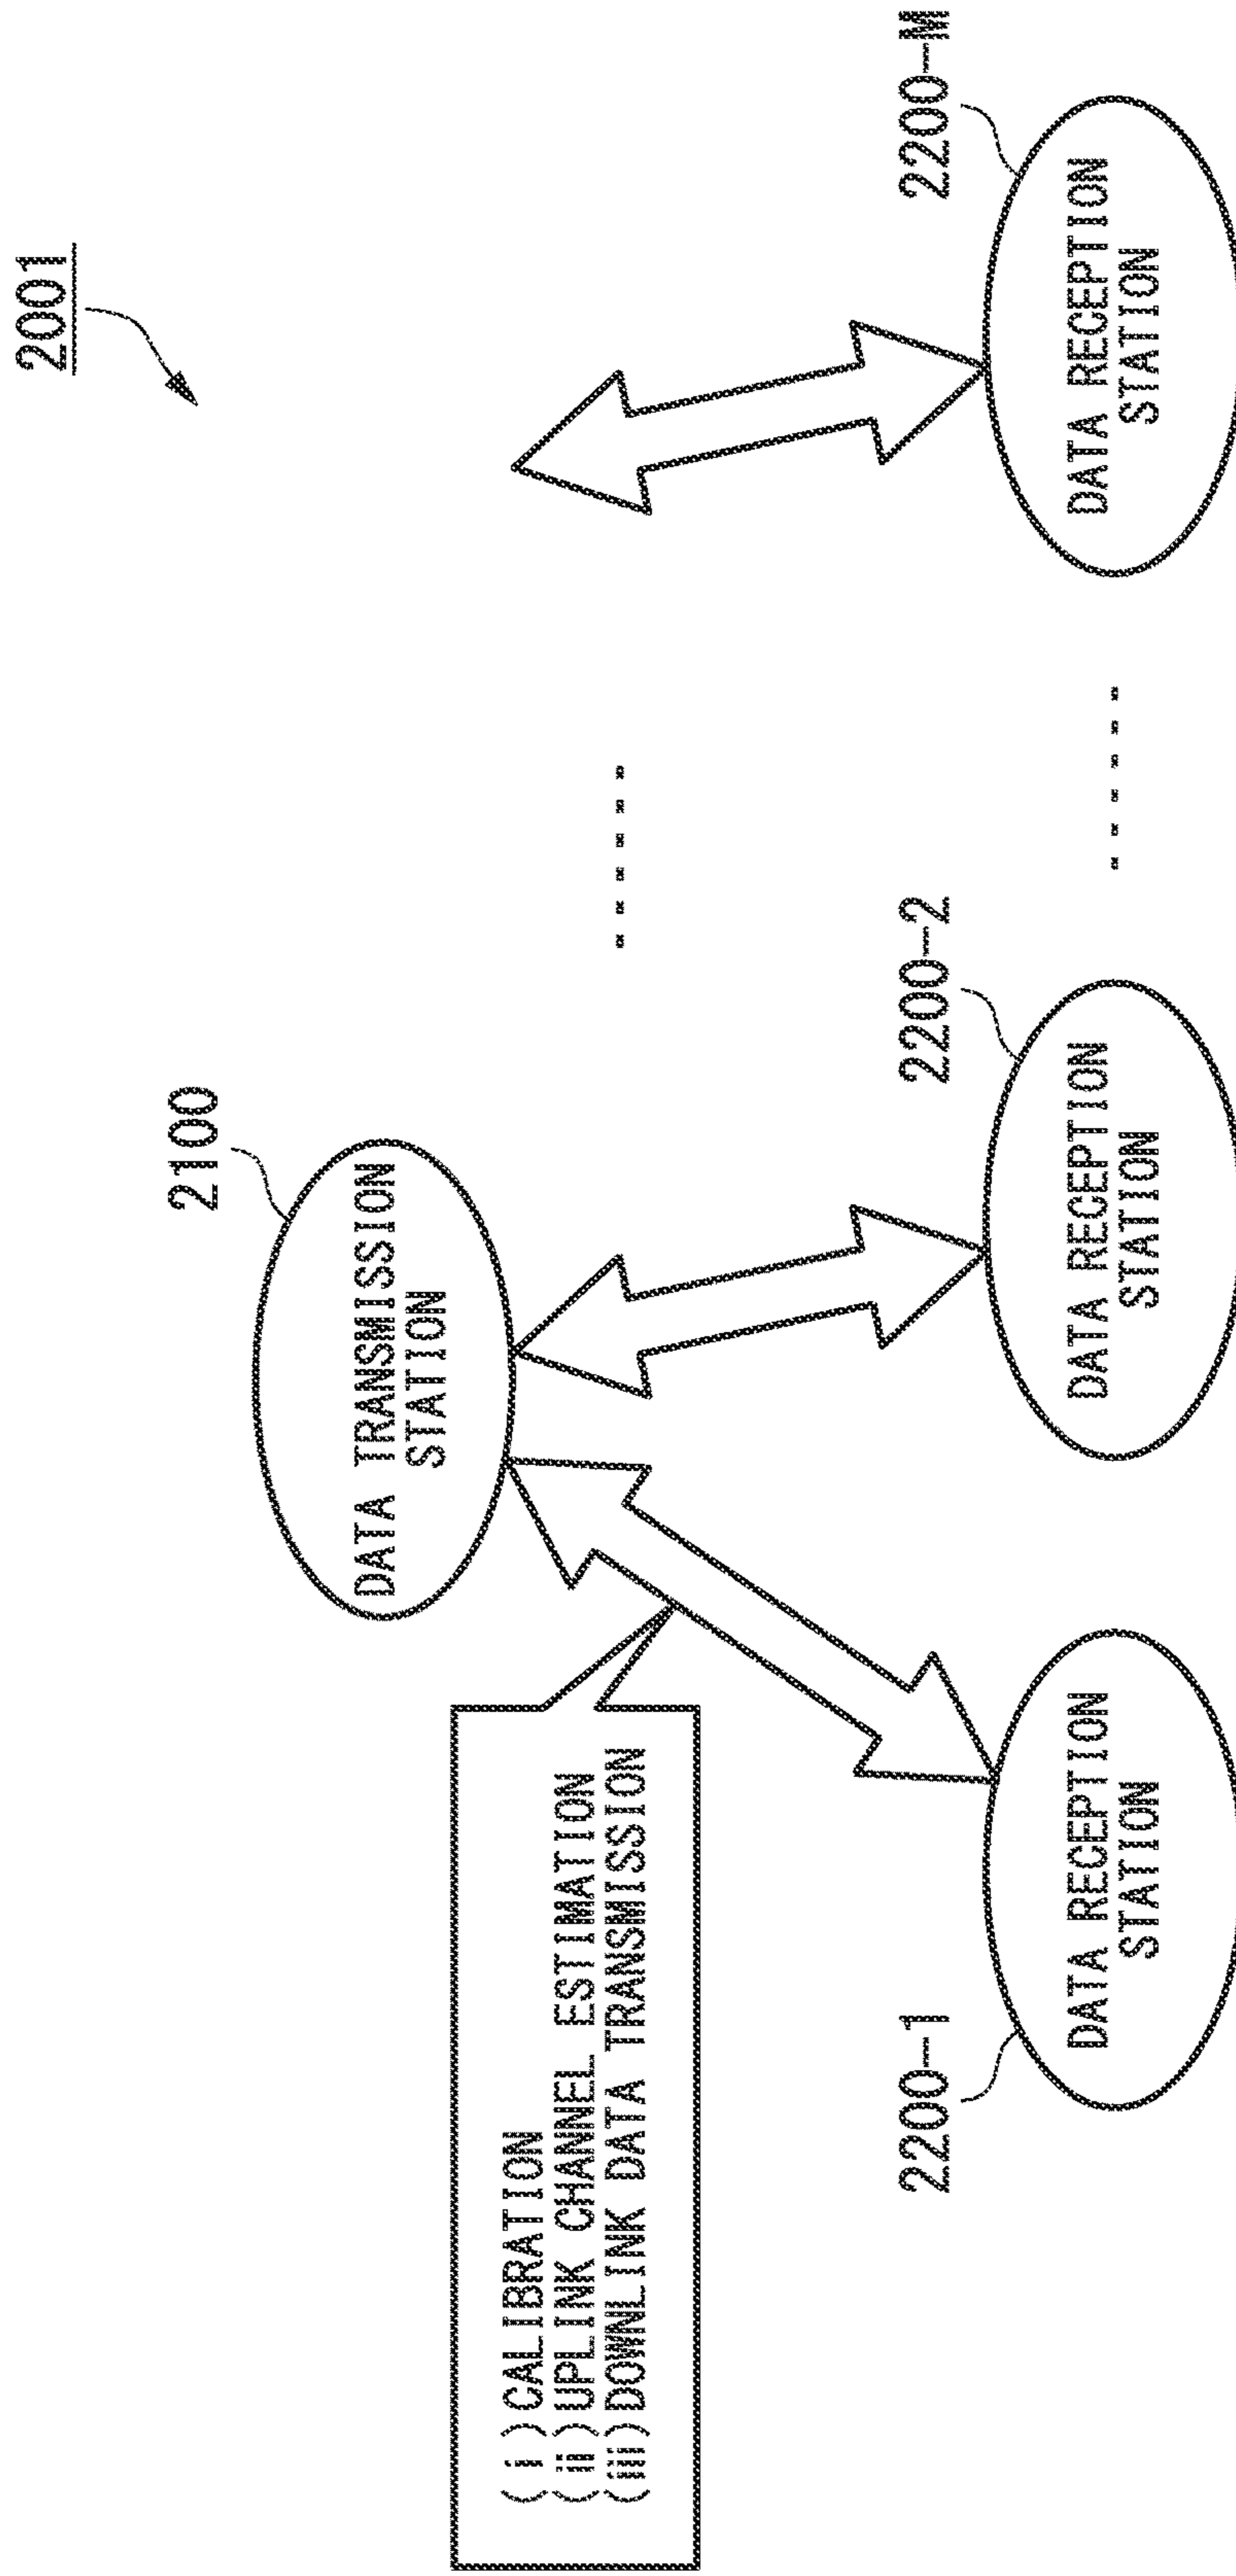 2001
2100
DATA TRANSMISSION
STATION
( i )CALIBRATION
(ii)UPLINK CHANNEL ESTIMATION
(iii)DOWNLINK DATA TRANSMISSION
2200-1
DATA RECEPTION
STATION
2200-2
DATA RECEPTION
STATION
2200-M
DATA RECEPTION
STATION